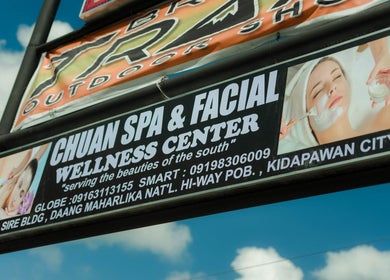 TRA
OUTDOOR SHO
CHUAN SPA & FACIAL
WELLNESS CENTER
"serving the beauties of the south"
GLOBE :09163113155 SMART : 09198306009
SIRE BLDG , DAANG MAHARLIKA NAT'L. HI-WAY POB. , KIDAPAWAN CITY